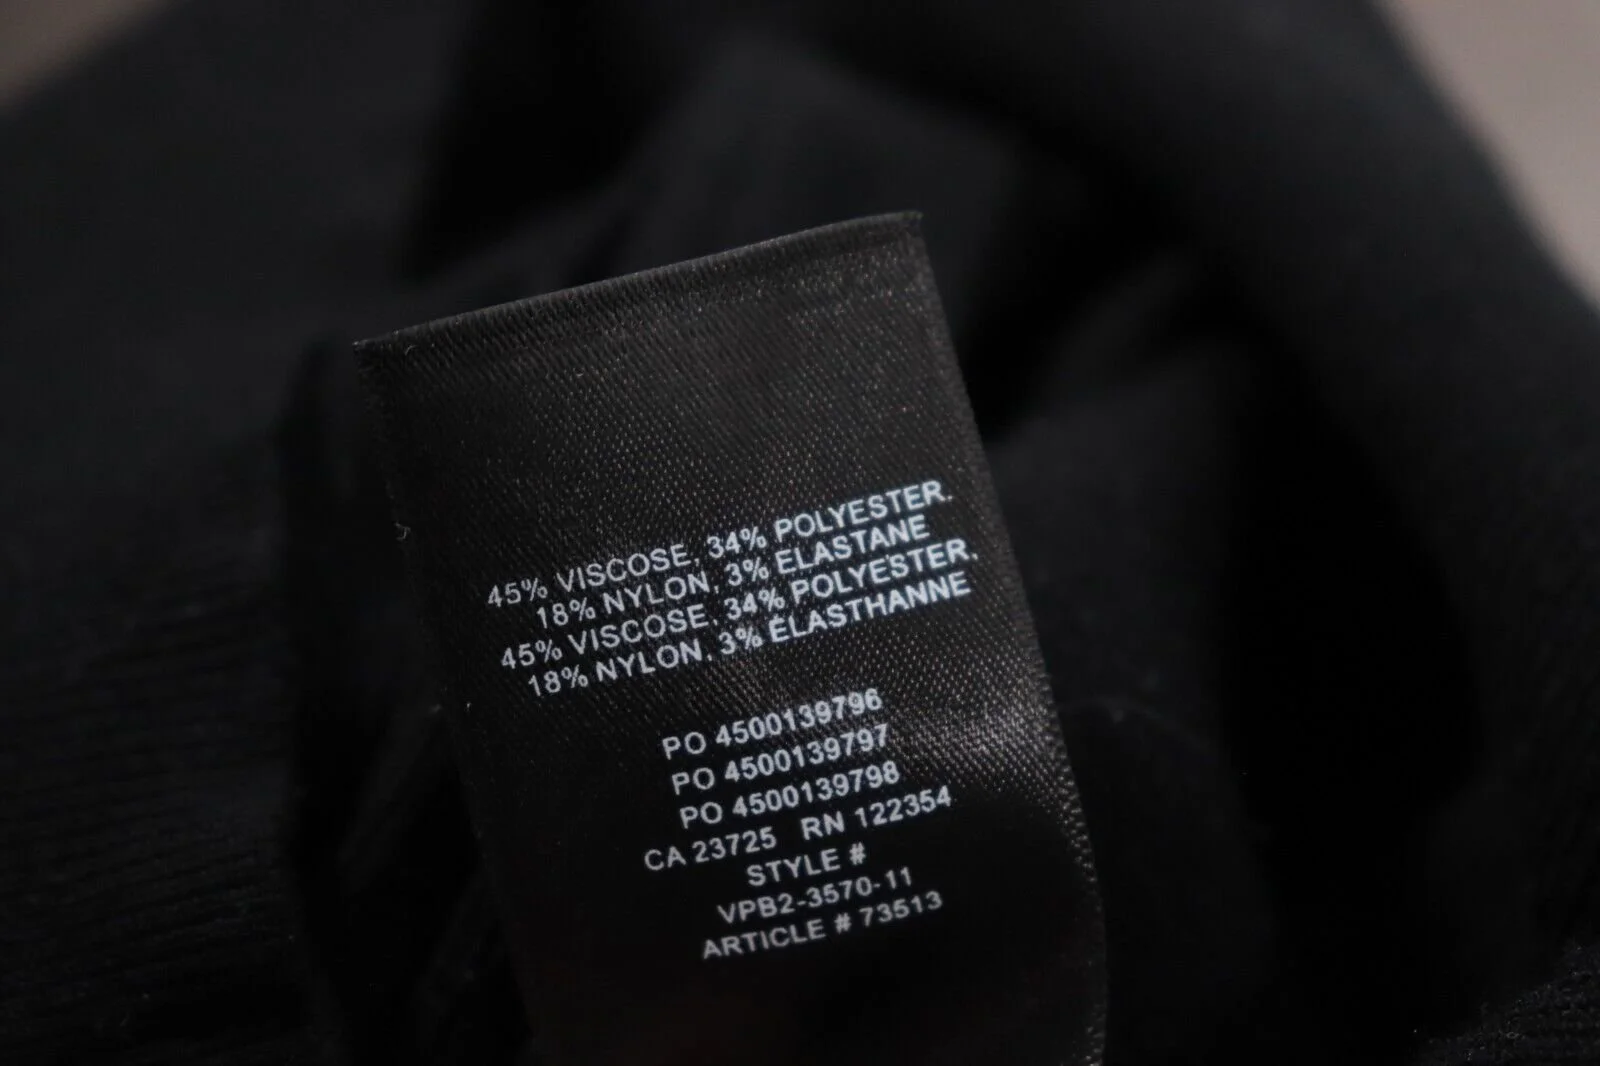 45% VISCOSE, 34% POLYESTER,
18% NYLON, 3% ELASTANE
45% VISCOSE, 34% POLYESTER,
18% NYLON, 3% ÉLASTHANNE
PO 4500139796
PO 4500139797
PO 4500139798
CA 23725 RN 122354
STYLE #
VPB2-3570-11
ARTICLE # 73513